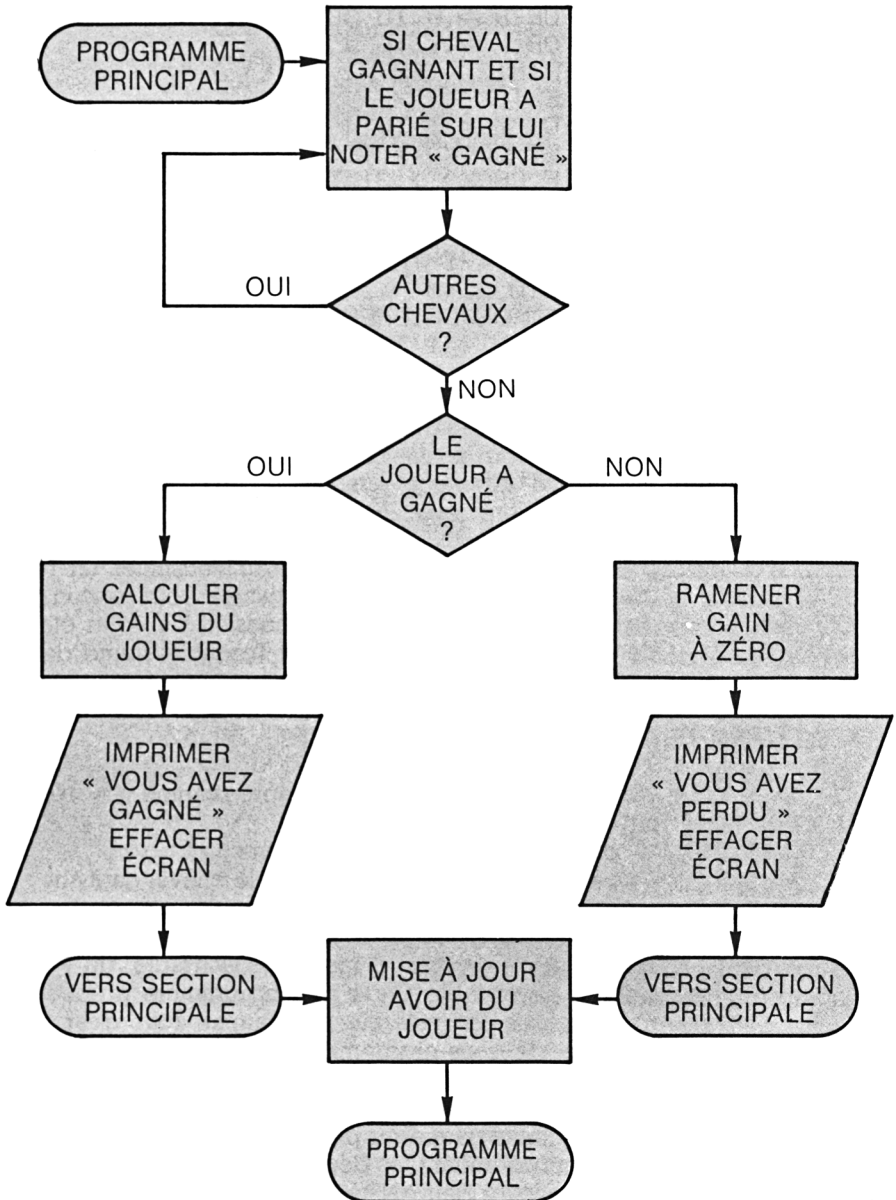 PROGRAMME
PRINCIPAL
SI CHEVAL
GAGNANT ET SI
LE JOUEUR A
PARIÉ SUR LUI
NOTER « GAGNÉ »
OUI
AUTRES
CHEVAUX
?
NON
LE
JOUEUR A
GAGNÉ
?
OUI
NON
CALCULER
GAINS DU
JOUEUR
RAMENER
GAIN
À ZÉRO
IMPRIMER
« VOUS AVEZ
GAGNÉ »
EFFACER
ÉCRAN
IMPRIMER
« VOUS AVEZ
PERDU »
EFFACER
ÉCRAN
VERS SECTION
PRINCIPALE
MISE À JOUR
AVOIR DU
JOUEUR
VERS SECTION
PRINCIPALE
PROGRAMME
PRINCIPAL